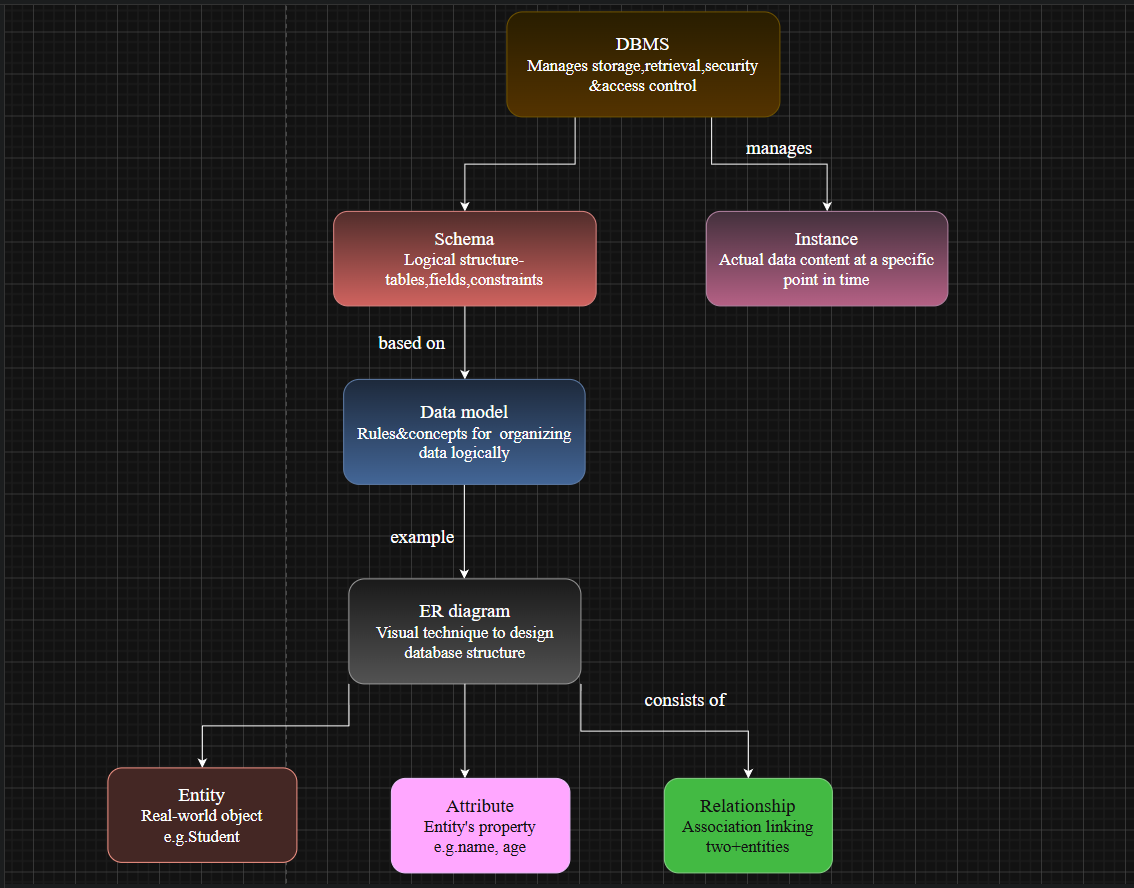 DBMS
Manages storage,retrieval,security
&access control
manages
Schema
Logical structure-
tables,fields,constraints
Instance
Actual data content at a specific
point in time
based on
Data model
Rules&concepts for  organizing
data logically
example
ER diagram
Visual technique to design
database structure
consists of
Entity
Real-world object
e.g.Student
Attribute
Entity's property
e.g.name, age
Relationship
Association linking
two+entities